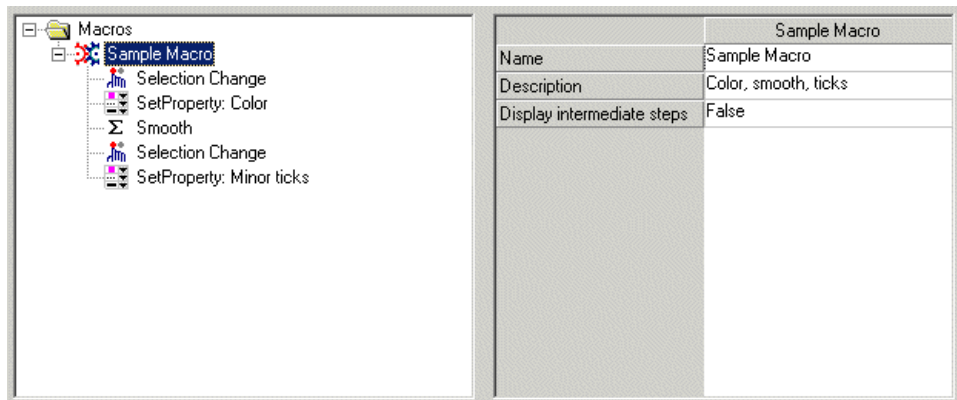 Macros
Sample Macro
Selection Change
SetProperty: Color
Σ Smooth
Selection Change
SetProperty: Minor ticks
Sample Macro
Name Sample Macro
Description Color, smooth, ticks
Display intermediate steps False